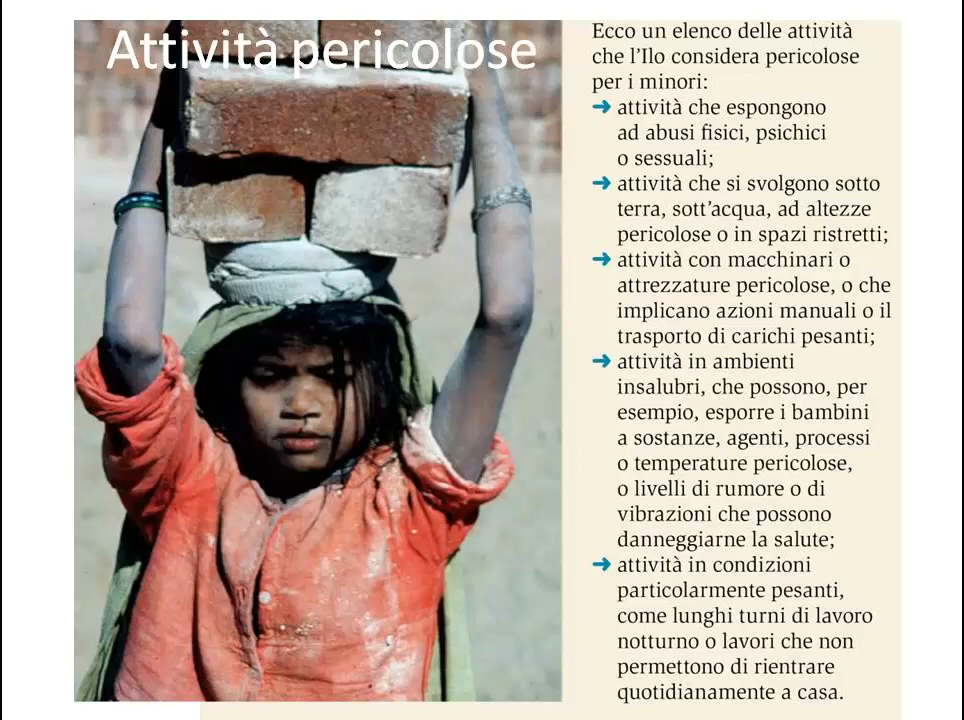 Attività pericolose
Ecco un elenco delle attività
che l'Ilo considera pericolose
per i minori:
➜ attività che espongono
ad abusi fisici, psichici
o sessuali;
➜ attività che si svolgono sotto
terra, sott'acqua, ad altezze
pericolose o in spazi ristretti;
➜ attività con macchinari o
attrezzature pericolose, o che
implicano azioni manuali o il
trasporto di carichi pesanti;
➜ attività in ambienti
insalubri, che possono, per
esempio, esporre i bambini
a sostanze, agenti, processi
o temperature pericolose,
o livelli di rumore o di
vibrazioni che possono
danneggiarne la salute;
➜ attività in condizioni
particolarmente pesanti,
come lunghi turni di lavoro
notturno o lavori che non
permettono di rientrare
quotidianamente a casa.